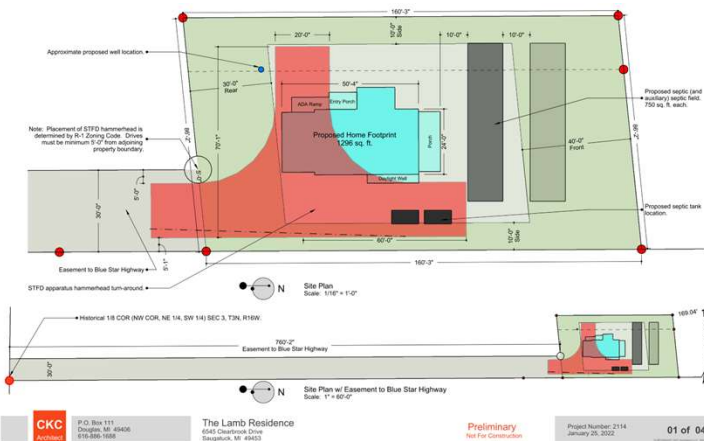 160'-3"
20'-0"
10'-0"
Side
10'-0"
10'-0"
Approximate proposed well location.
30'-0"
Rear
50'-4"
ADA Ramp
Entry Porch
Proposed Home Footprint
1296 sq. ft.
24'-0"
Porch
Daylight Well
Proposed septic (and
auxiliary) septic field.
750 sq. ft. each.
Note: Placement of STFD hammerhead is
determined by R-1 Zoning Code. Drives
must be minimum 5'-0" from adjoining
property boundary.
70'-1"
40'-0"
Front
5'-0"
30'-0"
5'-0"
Proposed septic tank
location.
60'-0"
10'-0"
Side
5'-1"
Easement to Blue Star Highway
160'-3"
STFD apparatus hammerhead turn-around.
N
Site Plan
Scale: 1/16" = 1'-0"
Historical 1/8 COR (NW COR, NE 1/4, SW 1/4) SEC 3, T3N, R16W.
169.04'
760'-2"
Easement to Blue Star Highway
30'-0"
N
Site Plan w/ Easement to Blue Star Highway
Scale: 1" = 60'-0"
CKC
Architect
P.O. Box 111
Douglas, MI 49406
616-886-1688
The Lamb Residence
6545 Clearbrook Drive
Saugatuck, MI 49453
Preliminary
Not For Construction
Project Number: 2114
January 25, 2022
01 of 04